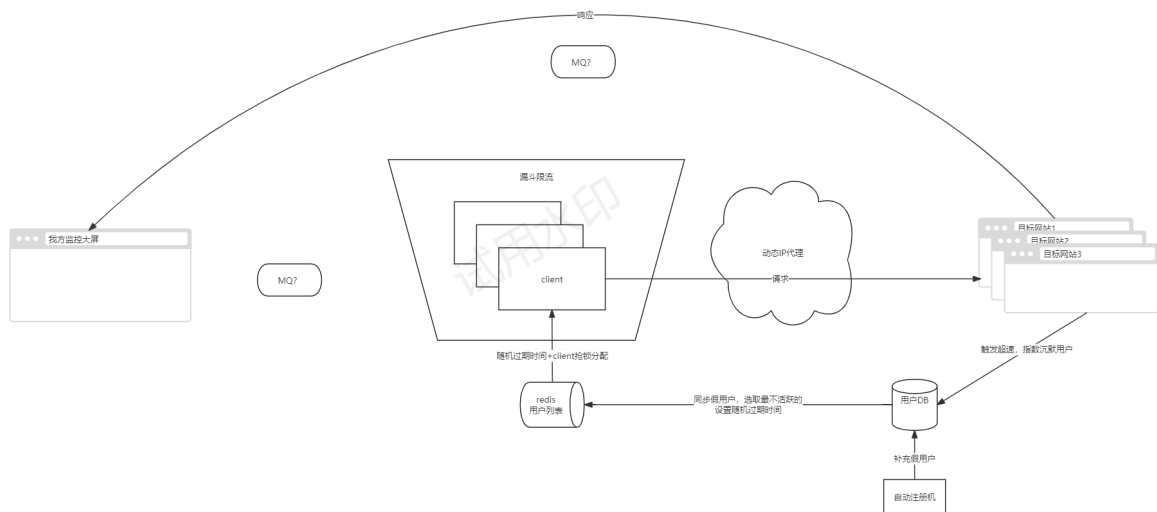 响应
MQ?
漏斗限流
试用水印
我方监控大屏
目标网站1
目标网站2
目标网站3
动态IP代理
MQ?
client
请求
随机过期时间+client抢锁分配
触发超速，指数沉默用户
redis
用户列表
同步假用户，选取最不活跃的
设置随机过期时间
用户DB
补充假用户
自动注册机